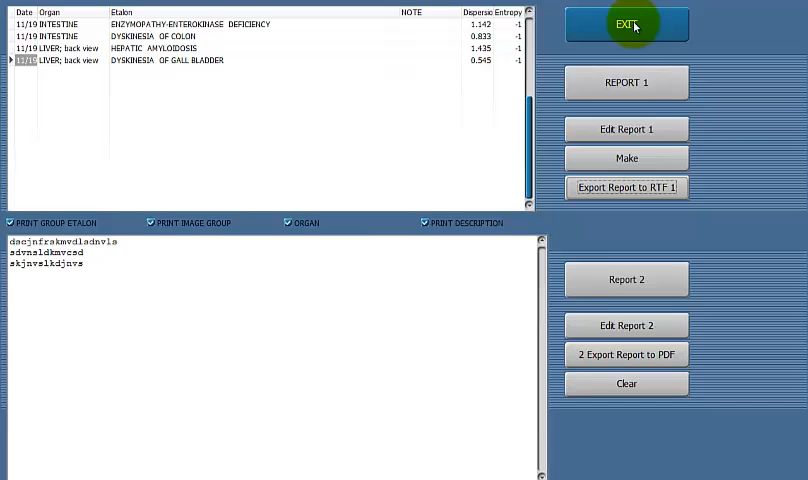 Date Organ Etalon NOTE Dispersio Entropy
11/19 INTESTINE ENZYMOPATHY-ENTEROKINASE DEFICIENCY 1.142 -1
11/19 INTESTINE DYSKINESIA OF COLON 0.833 -1
11/19 LIVER; back view HEPATIC AMYLOIDOSIS 1.435 -1
11/19 LIVER; back view DYSKINESIA OF GALL BLADDER 0.545 -1
EXIT
REPORT 1
Edit Report 1
Make
Export Report to RTF 1
PRINT GROUP ETALON PRINT IMAGE GROUP ORGAN PRINT DESCRIPTION
dscjnfrskmvdlsdnvls
sdvnsldkmvcsd
skjnvslkdjnvs
Report 2
Edit Report 2
2 Export Report to PDF
Clear